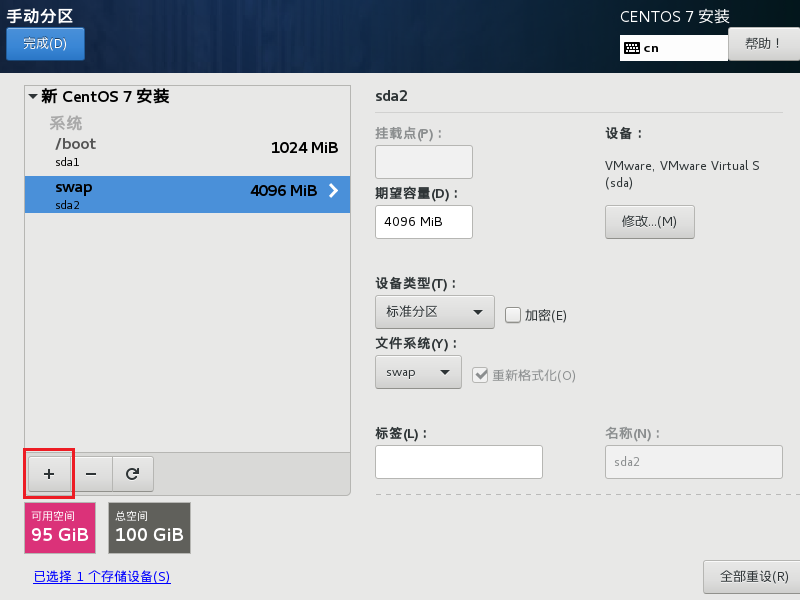 手动分区
CENTOS 7 安装
完成(D)
cn
帮助！
新 CentOS 7 安装
系统
/boot
1024 MiB
sda1
swap
4096 MiB
sda2
sda2
挂载点(P)：
设备：
VMware, VMware Virtual S
(sda)
期望容量(D)：
4096 MiB
修改...(M)
设备类型(T)：
标准分区
加密(E)
文件系统(Y)：
swap
重新格式化(O)
标签(L)：
名称(N)：
sda2
+
−
可用空间
95 GiB
总空间
100 GiB
已选择 1 个存储设备(S)
全部重设(R)